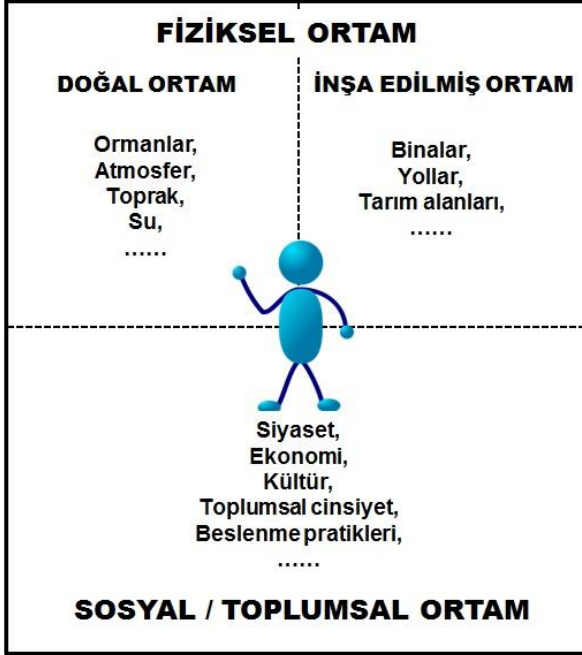 FİZİKSEL ORTAM
DOĞAL ORTAM
Ormanlar,
Atmosfer,
Toprak,
Su,
......
İNŞA EDİLMİŞ ORTAM
Binalar,
Yollar,
Tarım alanları,
......
Siyaset,
Ekonomi,
Kültür,
Toplumsal cinsiyet,
Beslenme pratikleri,
......
SOSYAL / TOPLUMSAL ORTAM